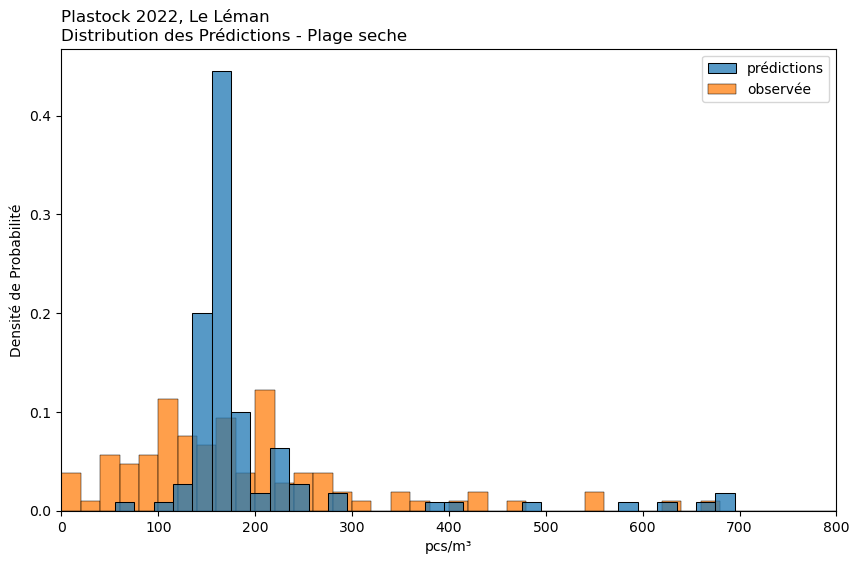 Plastock 2022, Le Léman
Distribution des Prédictions - Plage seche
prédictions
observée
Densité de Probabilité
0.4
0.3
0.2
0.1
0.0
0 100 200 300 400 500 600 700 800
pcs/m³